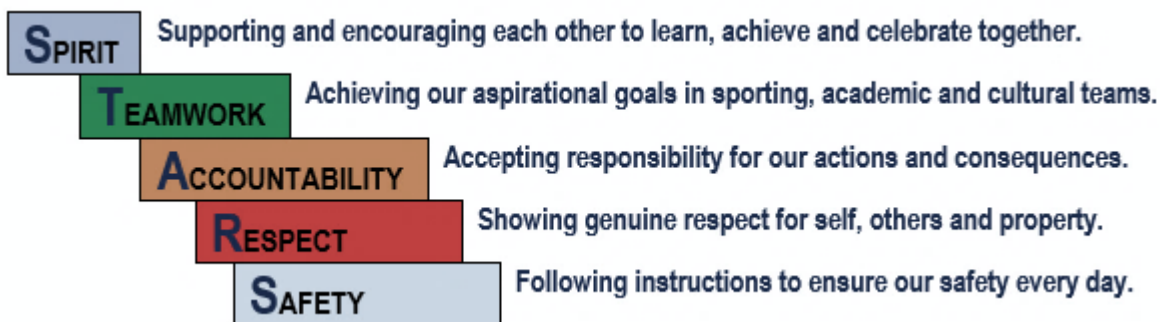 SPIRIT Supporting and encouraging each other to learn, achieve and celebrate together.
TEAMWORK Achieving our aspirational goals in sporting, academic and cultural teams.
ACCOUNTABILITY Accepting responsibility for our actions and consequences.
RESPECT Showing genuine respect for self, others and property.
SAFETY Following instructions to ensure our safety every day.